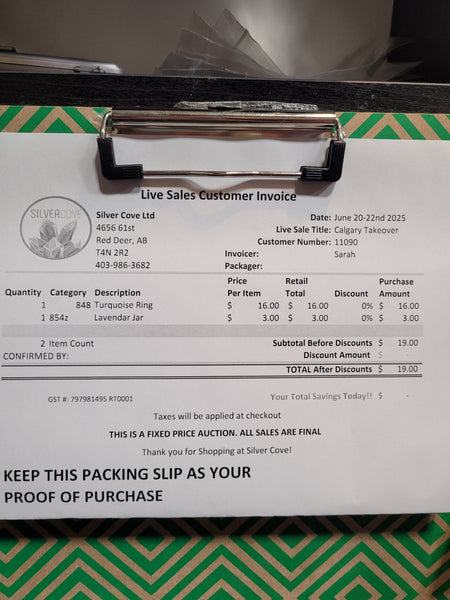 Live Sales Customer Invoice
SILVERCOVE
Silver Cove Ltd
4656 61st
Red Deer, AB
T4N 2R2
403-986-3682
Date: June 20-22nd 2025
Live Sale Title: Calgary Takeover
Customer Number: 11090
Invoicer: Sarah
Packager:
Quantity Category Description Price Per Item Retail Total Discount Purchase Amount
1 848 Turquoise Ring $ 16.00 $ 16.00 0% $ 16.00
1 854z Lavendar Jar $ 3.00 $ 3.00 0% $ 3.00
2 Item Count Subtotal Before Discounts $ 19.00
CONFIRMED BY: Discount Amount $ -
TOTAL After Discounts $ 19.00
GST #: 797981495 RT0001 Your Total Savings Today!! $ -
Taxes will be applied at checkout
THIS IS A FIXED PRICE AUCTION. ALL SALES ARE FINAL
Thank you for Shopping at Silver Cove!
KEEP THIS PACKING SLIP AS YOUR
PROOF OF PURCHASE